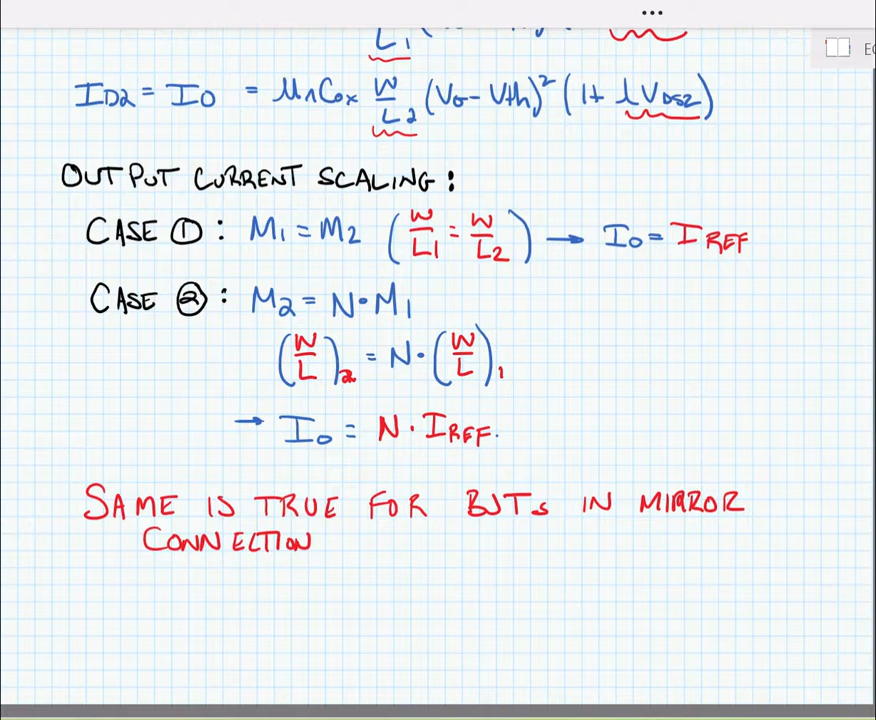 L1 (
ID2 = IO = μnCox W/L2 (VG - Vth)² (1 + λVDS2)
OUTPUT CURRENT SCALING:
CASE ①: M1 = M2 (W/L1 = W/L2) → IO = IREF
CASE ②: M2 = N·M1
(W/L)2 = N·(W/L)1
→ IO = N·IREF.
SAME IS TRUE FOR BJTs IN MIRROR
CONNECTION